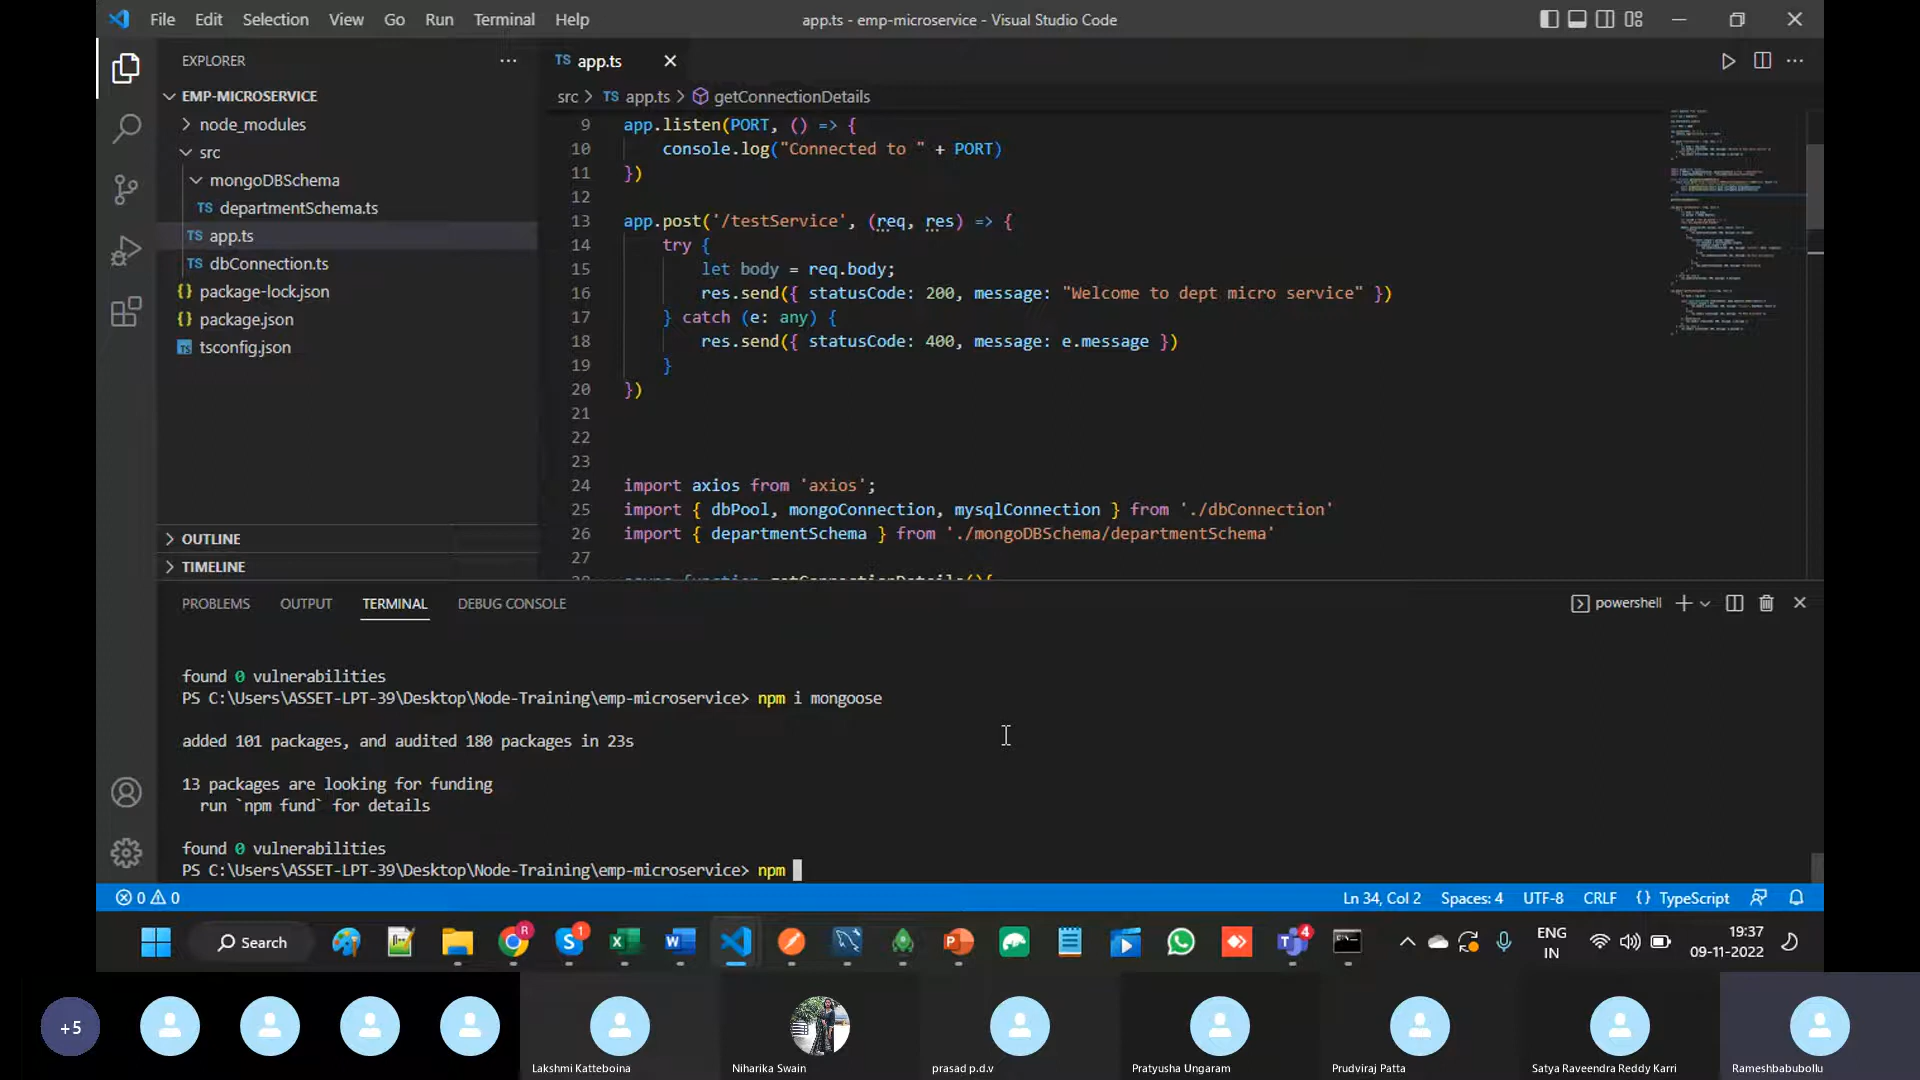 File Edit Selection View Go Run Terminal Help
app.ts - emp-microservice - Visual Studio Code
EXPLORER
EMP-MICROSERVICE
node_modules
src
mongoDBSchema
TS departmentSchema.ts
TS app.ts
TS dbConnection.ts
{} package-lock.json
{} package.json
TS tsconfig.json
OUTLINE
TIMELINE
TS app.ts
src > TS app.ts > getConnectionDetails
9 app.listen(PORT, () => {
10 console.log("Connected to " + PORT)
11 })
12
13 app.post('/testService', (req, res) => {
14 try {
15 let body = req.body;
16 res.send({ statusCode: 200, message: "Welcome to dept micro service" })
17 } catch (e: any) {
18 res.send({ statusCode: 400, message: e.message })
19 }
20 })
21
22
23
24 import axios from 'axios';
25 import { dbPool, mongoConnection, mysqlConnection } from './dbConnection'
26 import { departmentSchema } from './mongoDBSchema/departmentSchema'
27
PROBLEMS OUTPUT TERMINAL DEBUG CONSOLE
powershell
found 0 vulnerabilities
PS C:\Users\ASSET-LPT-39\Desktop\Node-Training\emp-microservice> npm i mongoose
added 101 packages, and audited 180 packages in 23s
13 packages are looking for funding
run `npm fund` for details
found 0 vulnerabilities
PS C:\Users\ASSET-LPT-39\Desktop\Node-Training\emp-microservice> npm
0 0
Ln 34, Col 2 Spaces: 4 UTF-8 CRLF {} TypeScript
Search
R
1
4
ENG
IN
19:37
09-11-2022
+5
Lakshmi Katteboina
Niharika Swain
prasad p.d.v
Pratyusha Ungaram
Prudviraj Patta
Satya Raveendra Reddy Karri
Rameshbabubollu